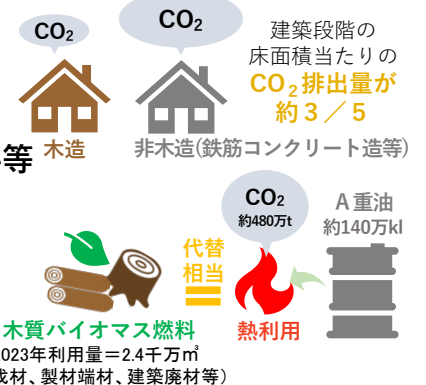 CO₂
CO₂
建築段階の
床面積当たりの
CO₂排出量が
約３／５
等
木造
非木造(鉄筋コンクリート造等)
CO₂
約480万t
Ａ重油
約140万kl
代替
相当
木質バイオマス燃料
熱利用
023年利用量＝2.4千万㎥
材、製材端材、建築廃材等）